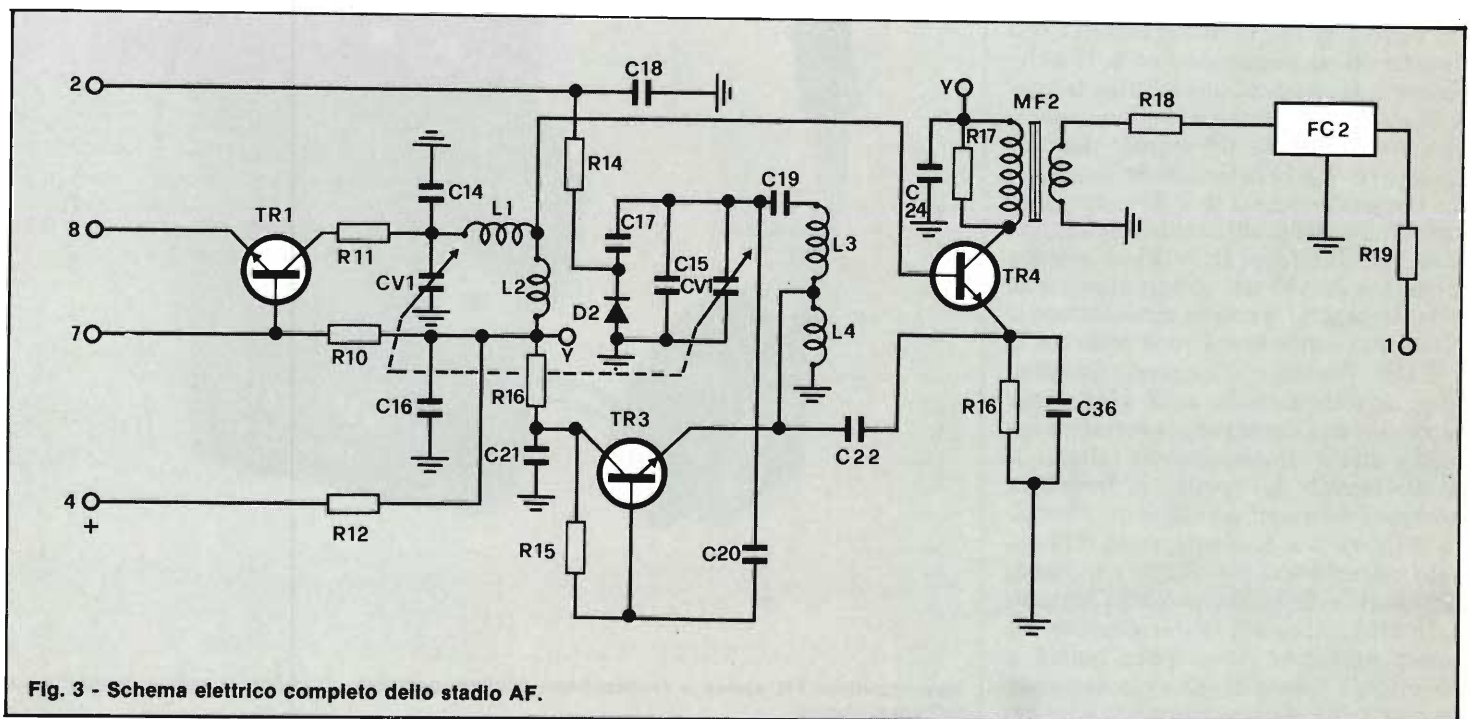 2
C18
Y
MF2
R18
FC2
R14
C14
C 24
R17
C19
TR1
L1
C17
8
R11
L3
R19
CV1
L2
C15
CV1
TR4
D2
L4
7
R10
Y
1
C16
R16
TR3
R16
C36
C21
C22
4
+
R12
R15
C20
Fig. 3 - Schema elettrico completo dello stadio AF.